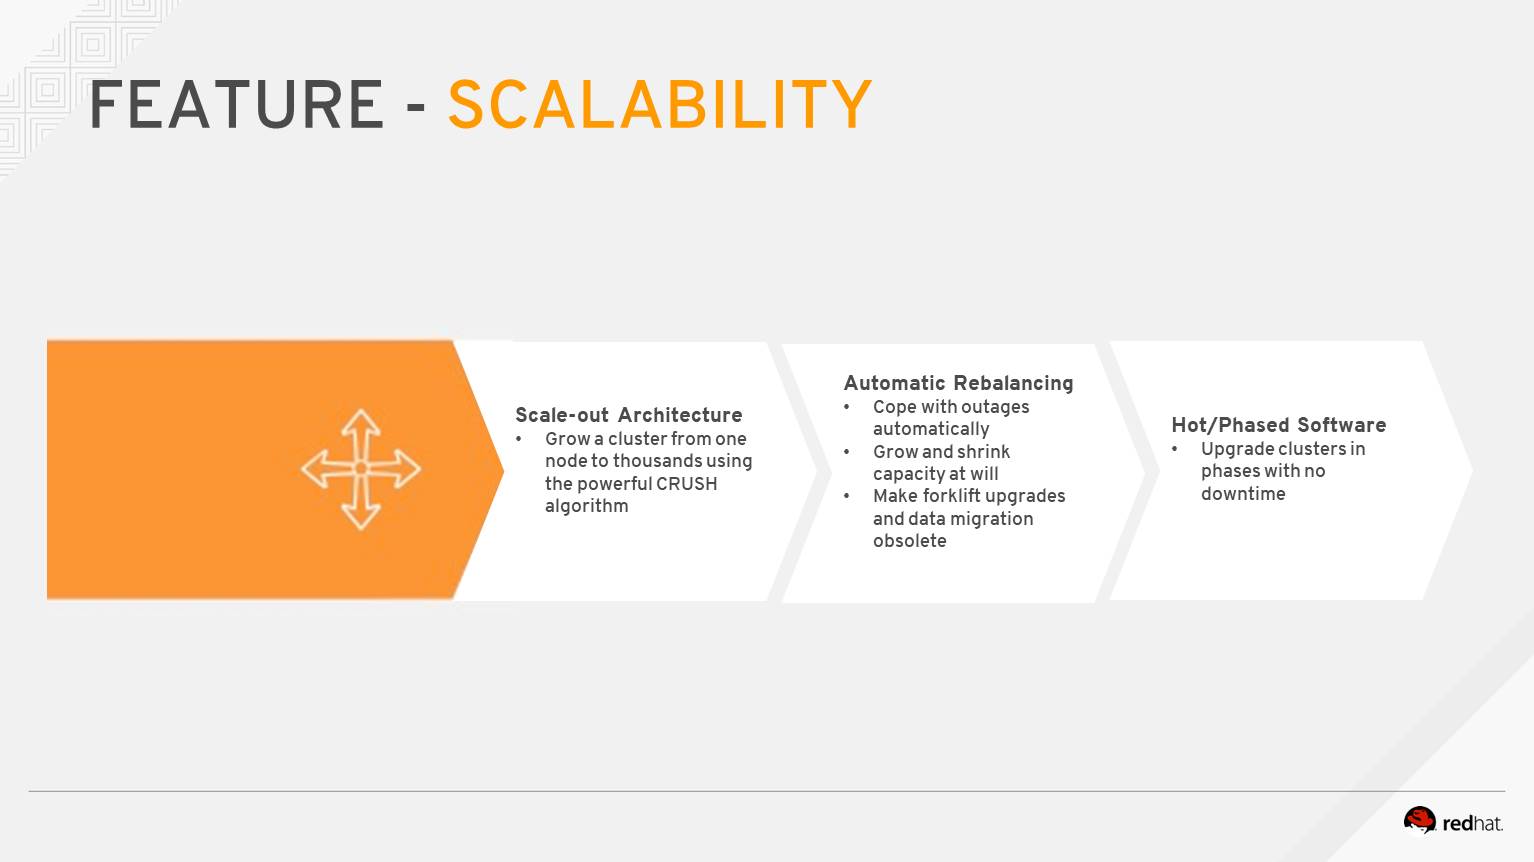 FEATURE - SCALABILITY
Scale-out Architecture
• Grow a cluster from one
node to thousands using
the powerful CRUSH
algorithm
Automatic Rebalancing
• Cope with outages
automatically
• Grow and shrink
capacity at will
• Make forklift upgrades
and data migration
obsolete
Hot/Phased Software
• Upgrade clusters in
phases with no
downtime
redhat.